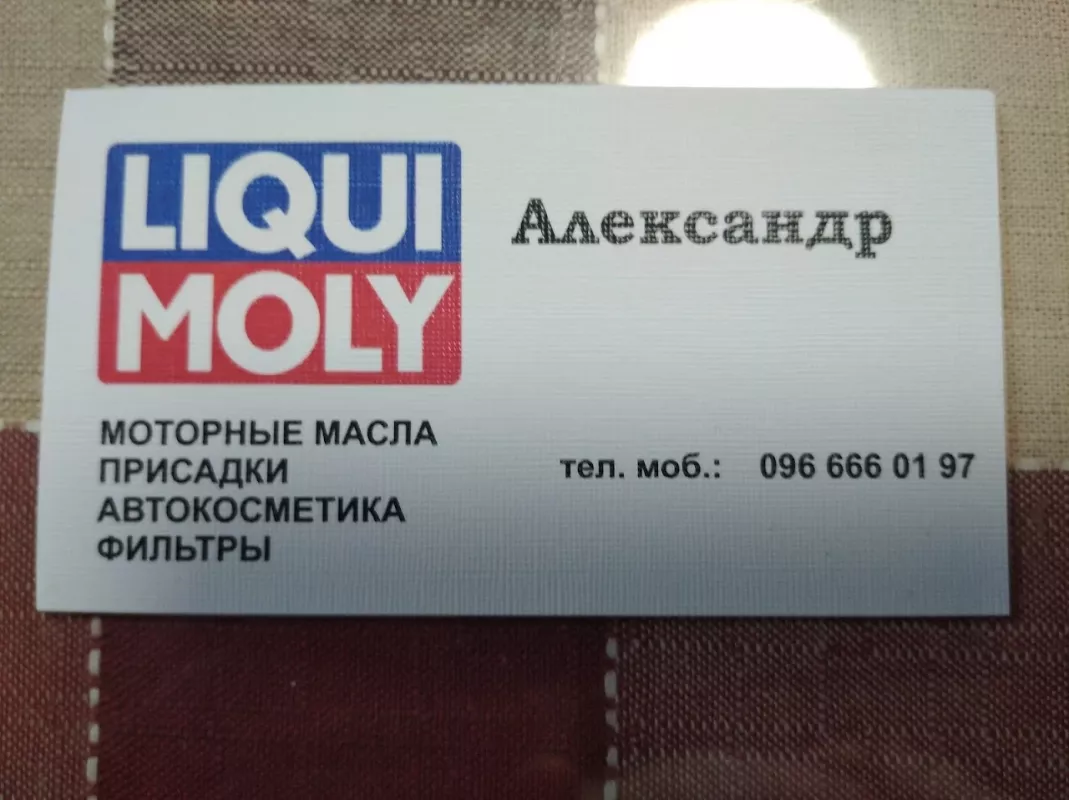 LIQUI
MOLY
Александр
МОТОРНЫЕ МАСЛА
ПРИСАДКИ
АВТОКОСМЕТИКА
ФИЛЬТРЫ
тел. моб.: 096 666 01 97